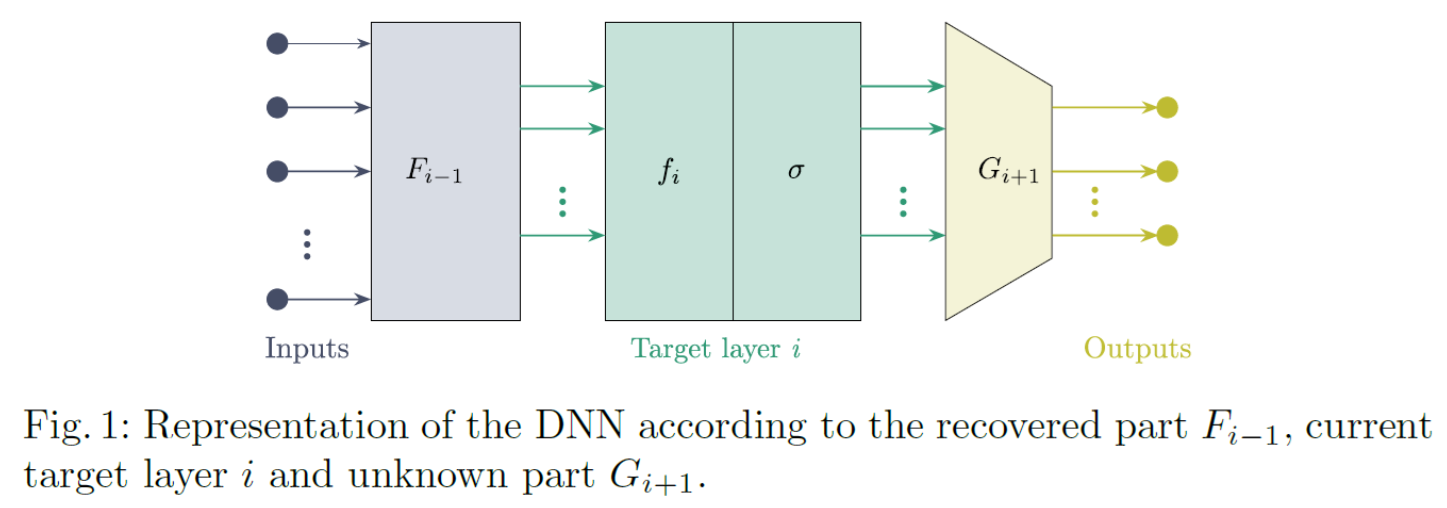 F_{i−1}
f_i
σ
G_{i+1}
Inputs
Target layer i
Outputs
Fig. 1: Representation of the DNN according to the recovered part F_{i−1}, current
target layer i and unknown part G_{i+1}.